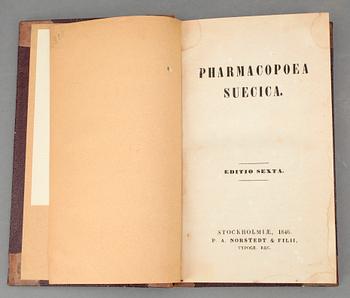 PHARMACOPOEA
SUECICA.
EDITIO SEXTA.
STOCKHOLMIÆ, 1846.
P. A. NORSTEDT & FILII,
TYPOGR. REG.